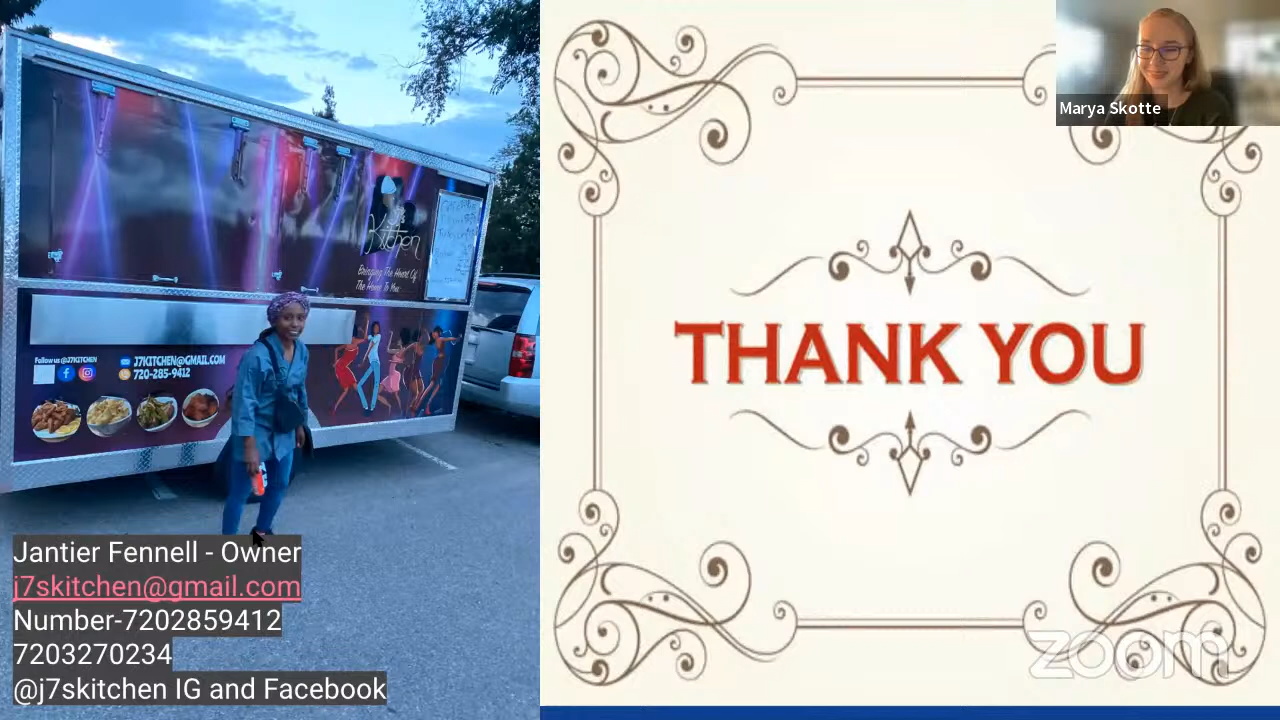 Kitchen
Bringing The Heart Of
The Home To You
Follow us @J7KITCHEN
J7KITCHEN@GMAIL.COM
720-285-9412
Jantier Fennell - Owner
j7skitchen@gmail.com
Number-7202859412
7203270234
@j7skitchen IG and Facebook
THANK YOU
Marya Skotte
zoom